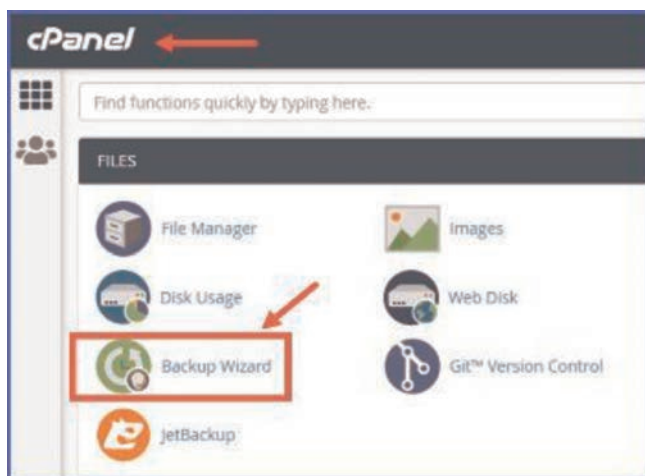 cPanel
Find functions quickly by typing here.
FILES
File Manager
Images
Disk Usage
Web Disk
Backup Wizard
Git™ Version Control
JetBackup